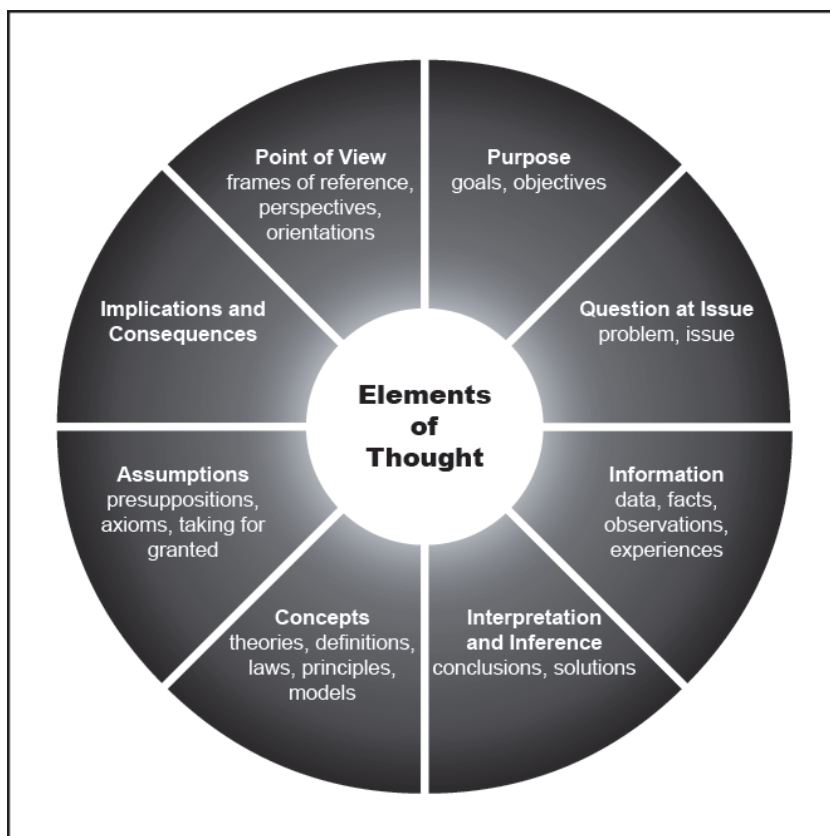 Elements
of
Thought
Purpose
goals, objectives
Question at Issue
problem, issue
Information
data, facts,
observations,
experiences
Interpretation
and Inference
conclusions, solutions
Concepts
theories, definitions,
laws, principles,
models
Assumptions
presuppositions,
axioms, taking for
granted
Implications and
Consequences
Point of View
frames of reference,
perspectives,
orientations